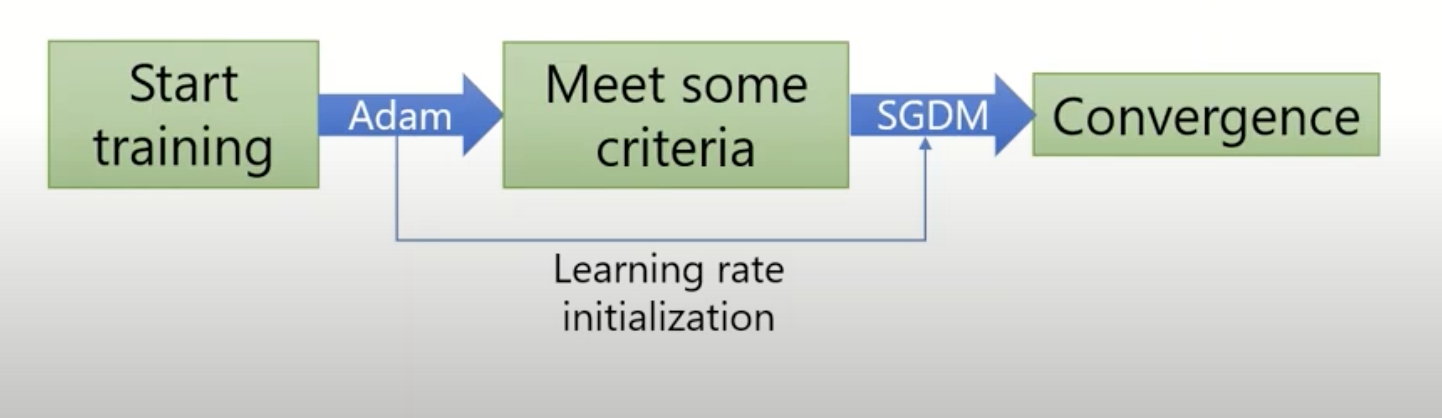 Start
training
Adam
Meet some
criteria
SGDM
Convergence
Learning rate
initialization